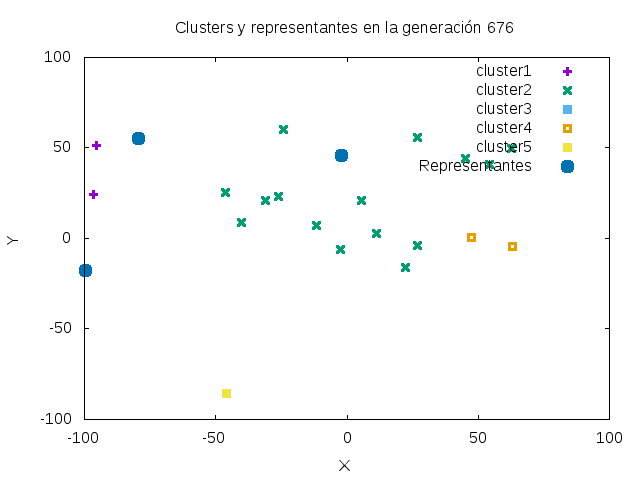 Clusters y representantes en la generación 676
100
50
0
-50
-100
-100
-50
0
50
100
Y
X
cluster1
cluster2
cluster3
cluster4
cluster5
Representantes